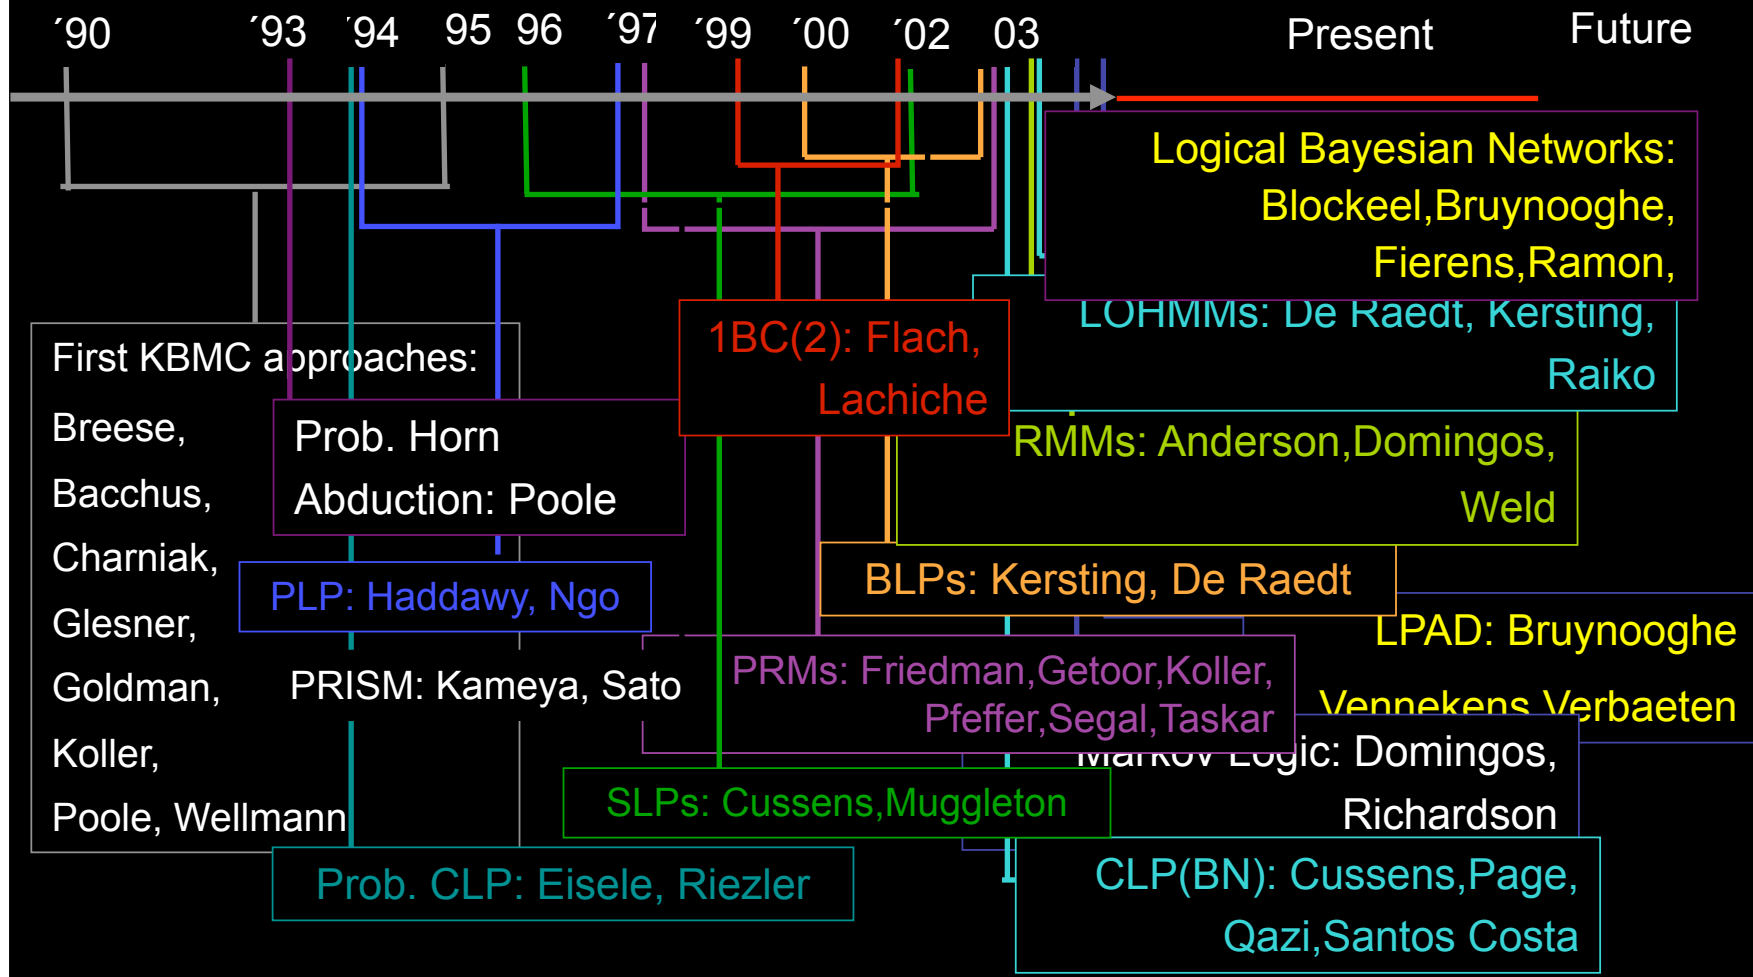 ´90 ´93 ´94 95 96 ´97 ´99 ´00 ´02 03 Present Future
Logical Bayesian Networks:
Blockeel,Bruynooghe,
Fierens,Ramon,
LOHMMs: De Raedt, Kersting,
Raiko
1BC(2): Flach,
Lachiche
RMMs: Anderson,Domingos,
Weld
First KBMC approaches:
Breese,
Bacchus,
Charniak,
Glesner,
Goldman,
Koller,
Poole, Wellmann
Prob. Horn
Abduction: Poole
PLP: Haddawy, Ngo
BLPs: Kersting, De Raedt
LPAD: Bruynooghe
Vennekens,Verbaeten
PRISM: Kameya, Sato
PRMs: Friedman,Getoor,Koller,
Pfeffer,Segal,Taskar
Markov Logic: Domingos,
Richardson
SLPs: Cussens,Muggleton
Prob. CLP: Eisele, Riezler
CLP(BN): Cussens,Page,
Qazi,Santos Costa